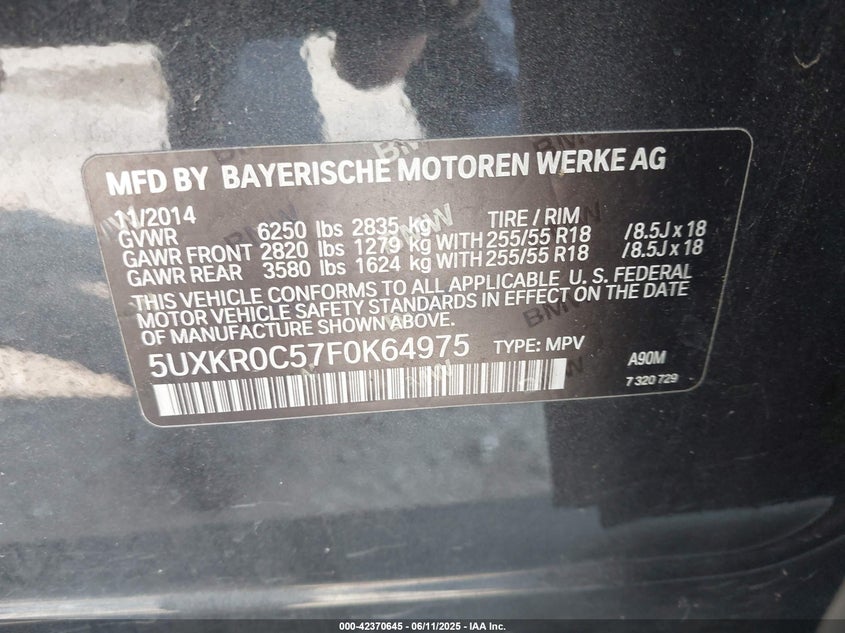 MFD BY BAYERISCHE MOTOREN WERKE AG
11/2014 TIRE / RIM
GVWR 6250 lbs 2835 kg
GAWR FRONT 2820 lbs 1279 kg WITH 255/55 R18 /8.5J x 18
GAWR REAR 3580 lbs 1624 kg WITH 255/55 R18 /8.5J x 18
THIS VEHICLE CONFORMS TO ALL APPLICABLE U. S. FEDERAL
MOTOR VEHICLE SAFETY STANDARDS IN EFFECT ON THE DATE
OF MANUFACTURE SHOWN ABOVE.
5UXKR0C57F0K64975 TYPE: MPV A90M
7 320 729
000-42370645 - 06/11/2025 - IAA Inc.